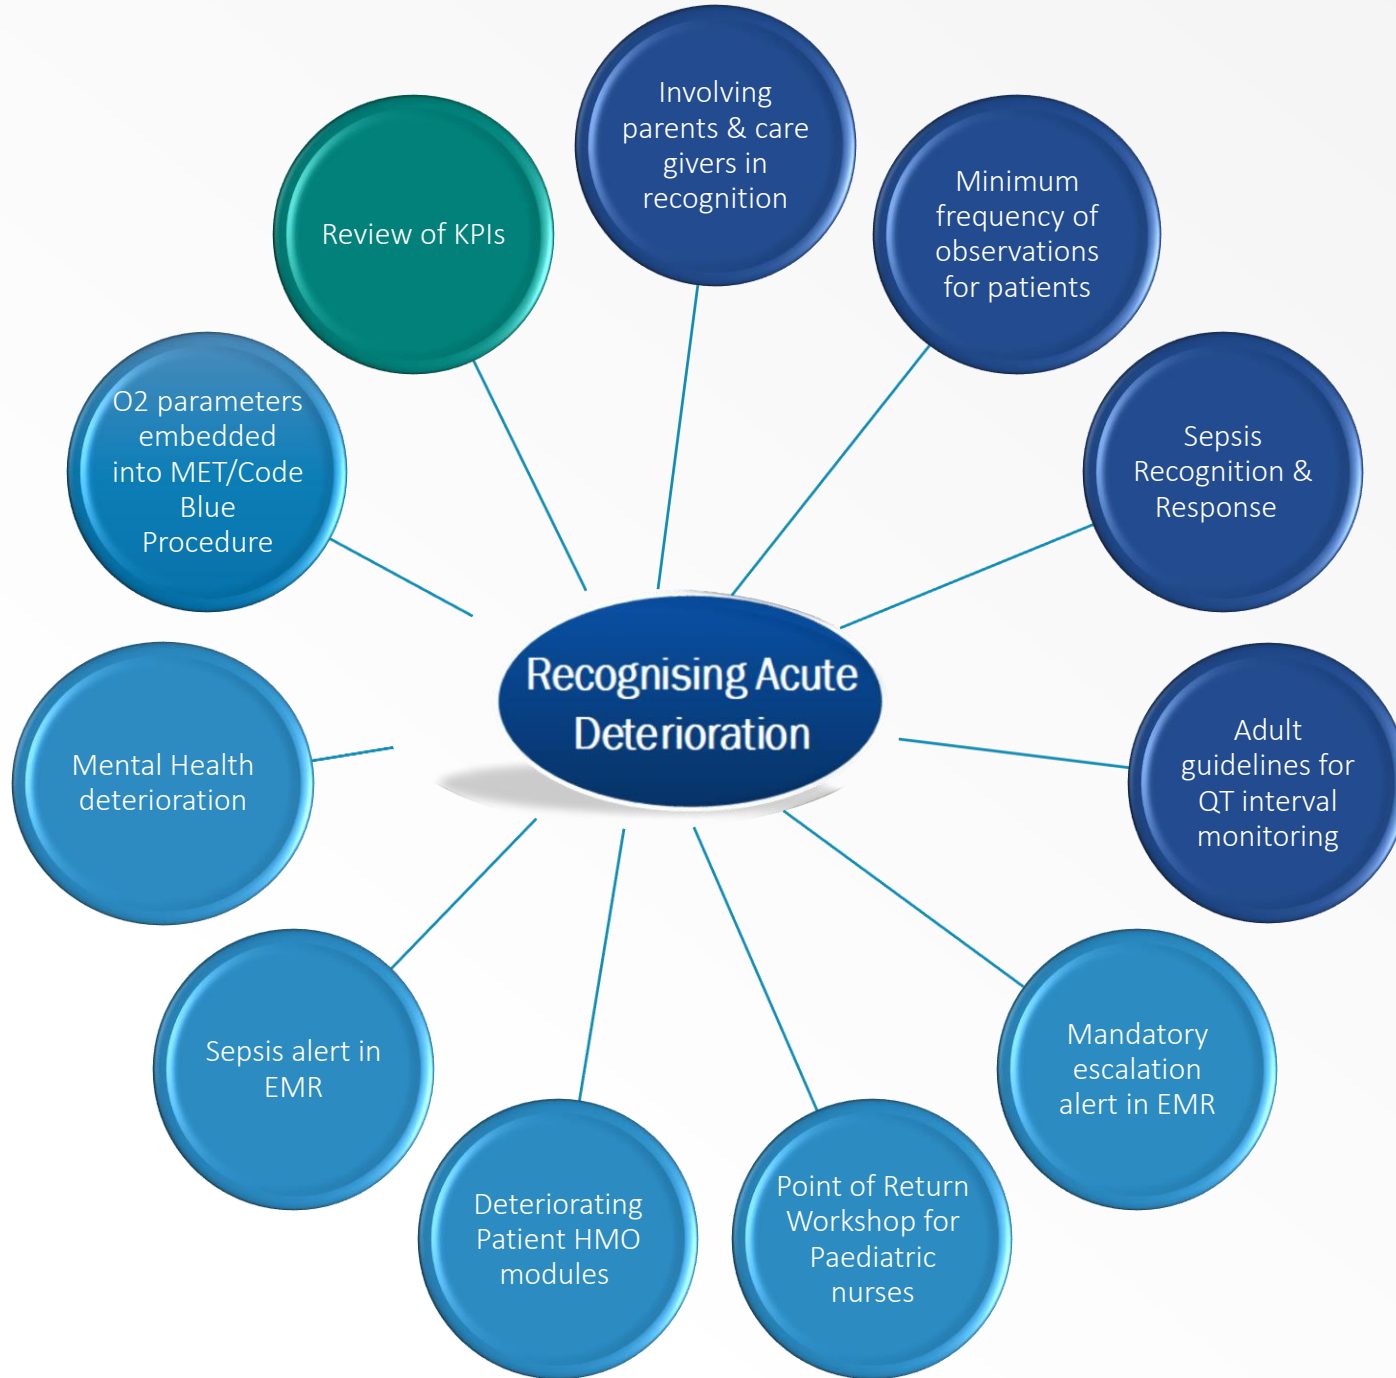 Involving
parents & care
givers in
recognition
Minimum
frequency of
observations
for patients
Sepsis
Recognition &
Response
Adult
guidelines for
QT interval
monitoring
Mandatory
escalation
alert in EMR
Point of Return
Workshop for
Paediatric
nurses
Deteriorating
Patient HMO
modules
Sepsis alert in
EMR
Mental Health
deterioration
O2 parameters
embedded
into MET/Code
Blue
Procedure
Review of KPIs
Recognising Acute
Deterioration